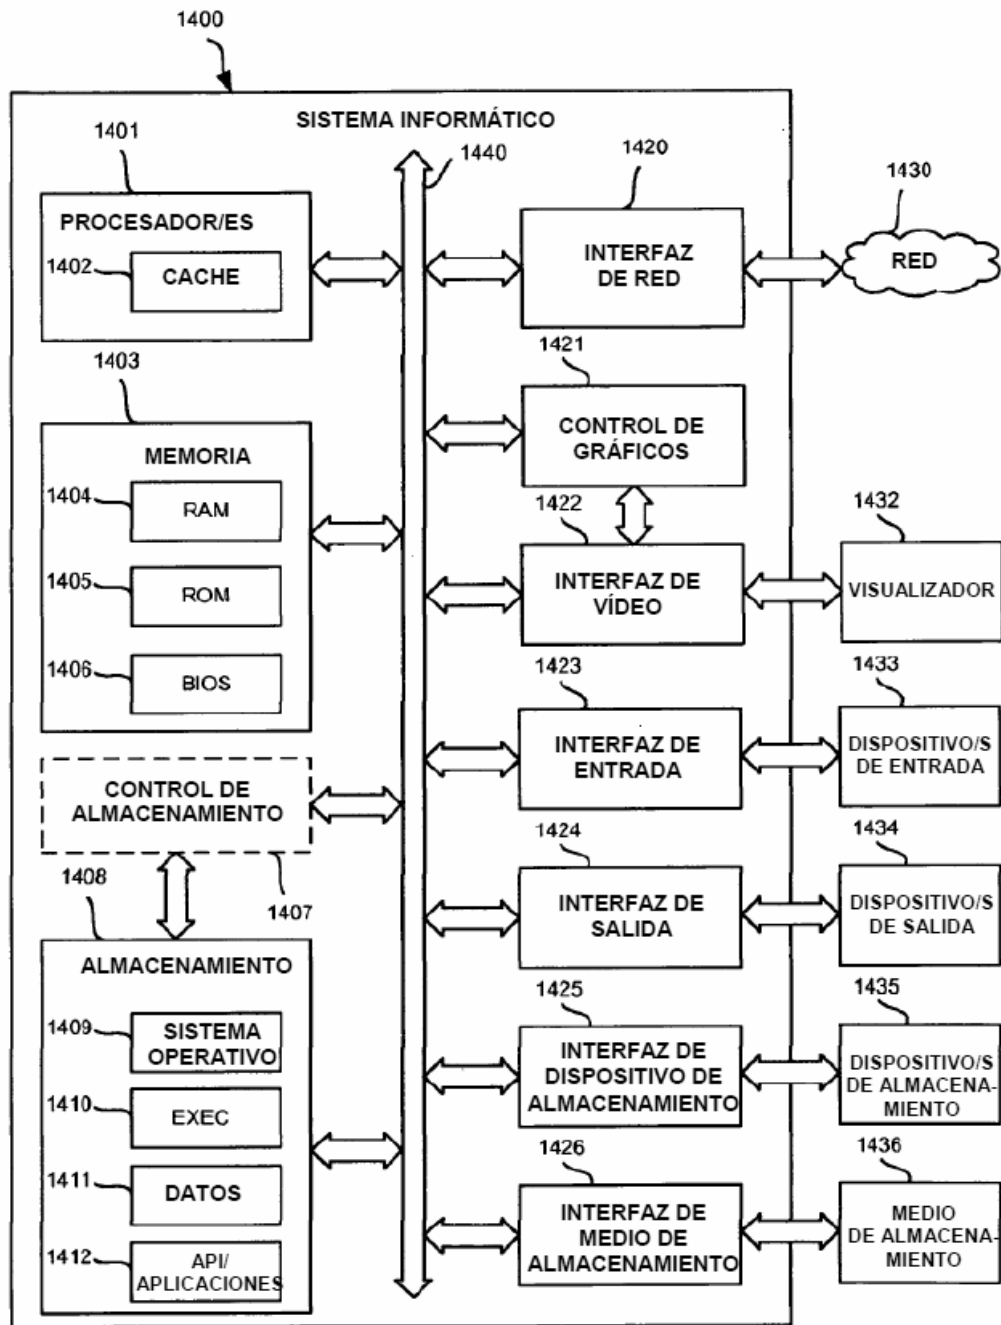 1400
SISTEMA INFORMÁTICO
1401
PROCESADOR/ES
1402
CACHE
1440
1420
INTERFAZ
DE RED
1430
RED
1403
MEMORIA
1404
RAM
1405
ROM
1406
BIOS
1421
CONTROL DE
GRÁFICOS
1422
INTERFAZ DE
VÍDEO
1432
VISUALIZADOR
1423
INTERFAZ DE
ENTRADA
1433
DISPOSITIVO/S
DE ENTRADA
CONTROL DE
ALMACENAMIENTO
1407
1408
ALMACENAMIENTO
1409
SISTEMA
OPERATIVO
1410
EXEC
1411
DATOS
1412
API/
APLICACIONES
1424
INTERFAZ DE
SALIDA
1434
DISPOSITIVO/S
DE SALIDA
1425
INTERFAZ DE
DISPOSITIVO DE
ALMACENAMIENTO
1435
DISPOSITIVO/S
DE ALMACENA-
MIENTO
1426
INTERFAZ DE
MEDIO DE
ALMACENAMIENTO
1436
MEDIO
DE ALMACENA-
MIENTO